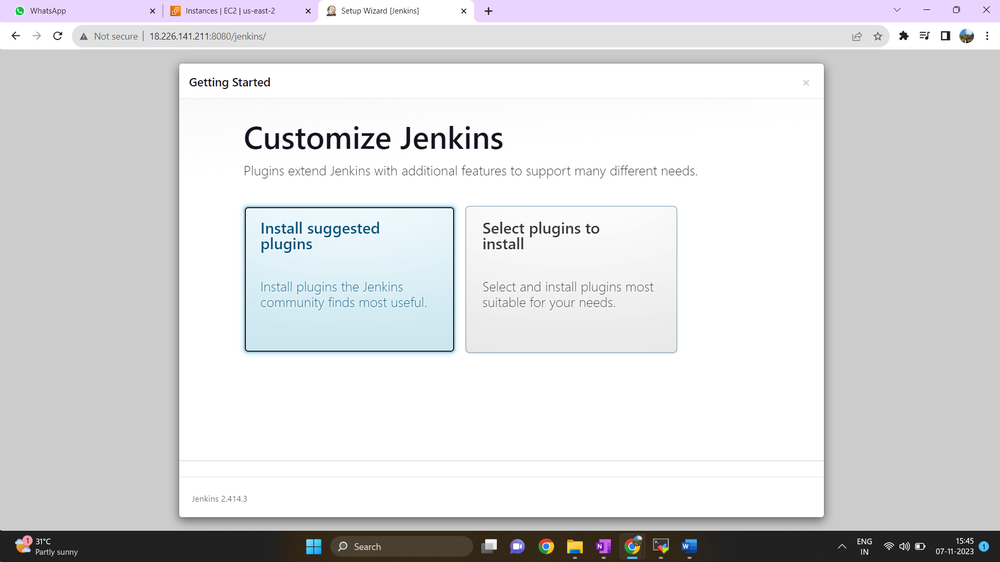 WhatsApp
Instances | EC2 | us-east-2
Setup Wizard [Jenkins]
Not secure
18.226.141.211:8080/jenkins/
Getting Started
Customize Jenkins
Plugins extend Jenkins with additional features to support many different needs.
Install suggested
plugins
Install plugins the Jenkins
community finds most useful.
Select plugins to
install
Select and install plugins most
suitable for your needs.
Jenkins 2.414.3
1
31°C
Partly sunny
Search
N
W
ENG
IN
15:45
07-11-2023
1